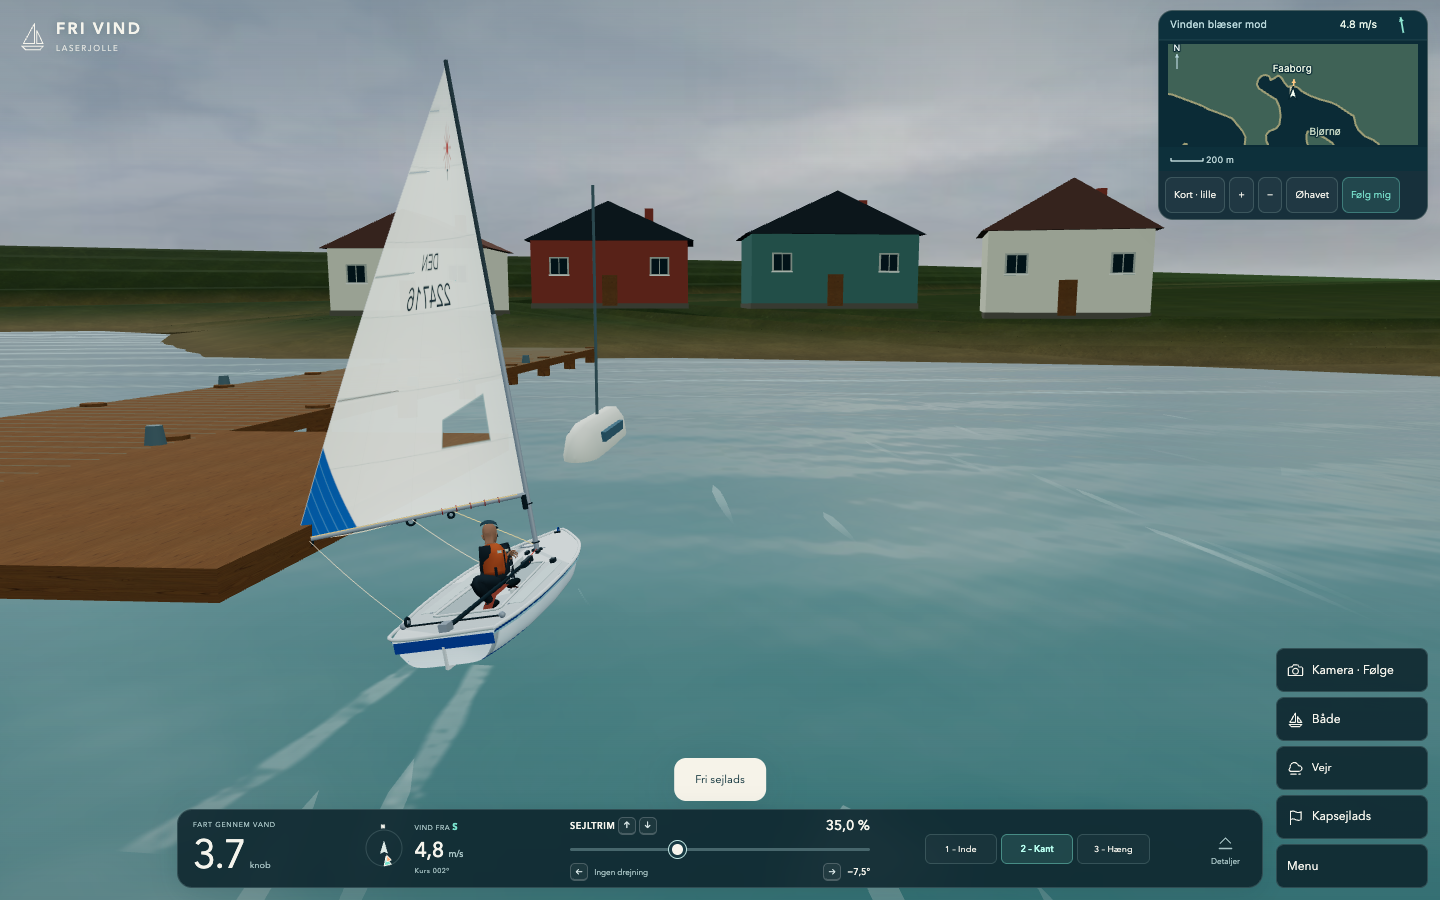 FRI VIND
LASERJOLLE
Vinden blæser mod 4.8 m/s
N
Faaborg
Bjørnø
200 m
Kort · lille + − Øhavet Følg mig
DEN
224716
Kamera · Følge
Både
Vejr
Kapsejlads
Menu
Fri sejlads
FART GENNEM VAND
3.7 knob
VIND FRA S
4,8 m/s
Kurs 002°
SEJLTRIM ↑ ↓ 35,0 %
← Ingen drejning → −7,5°
1 – Inde 2 – Kant 3 – Hæng
Detaljer